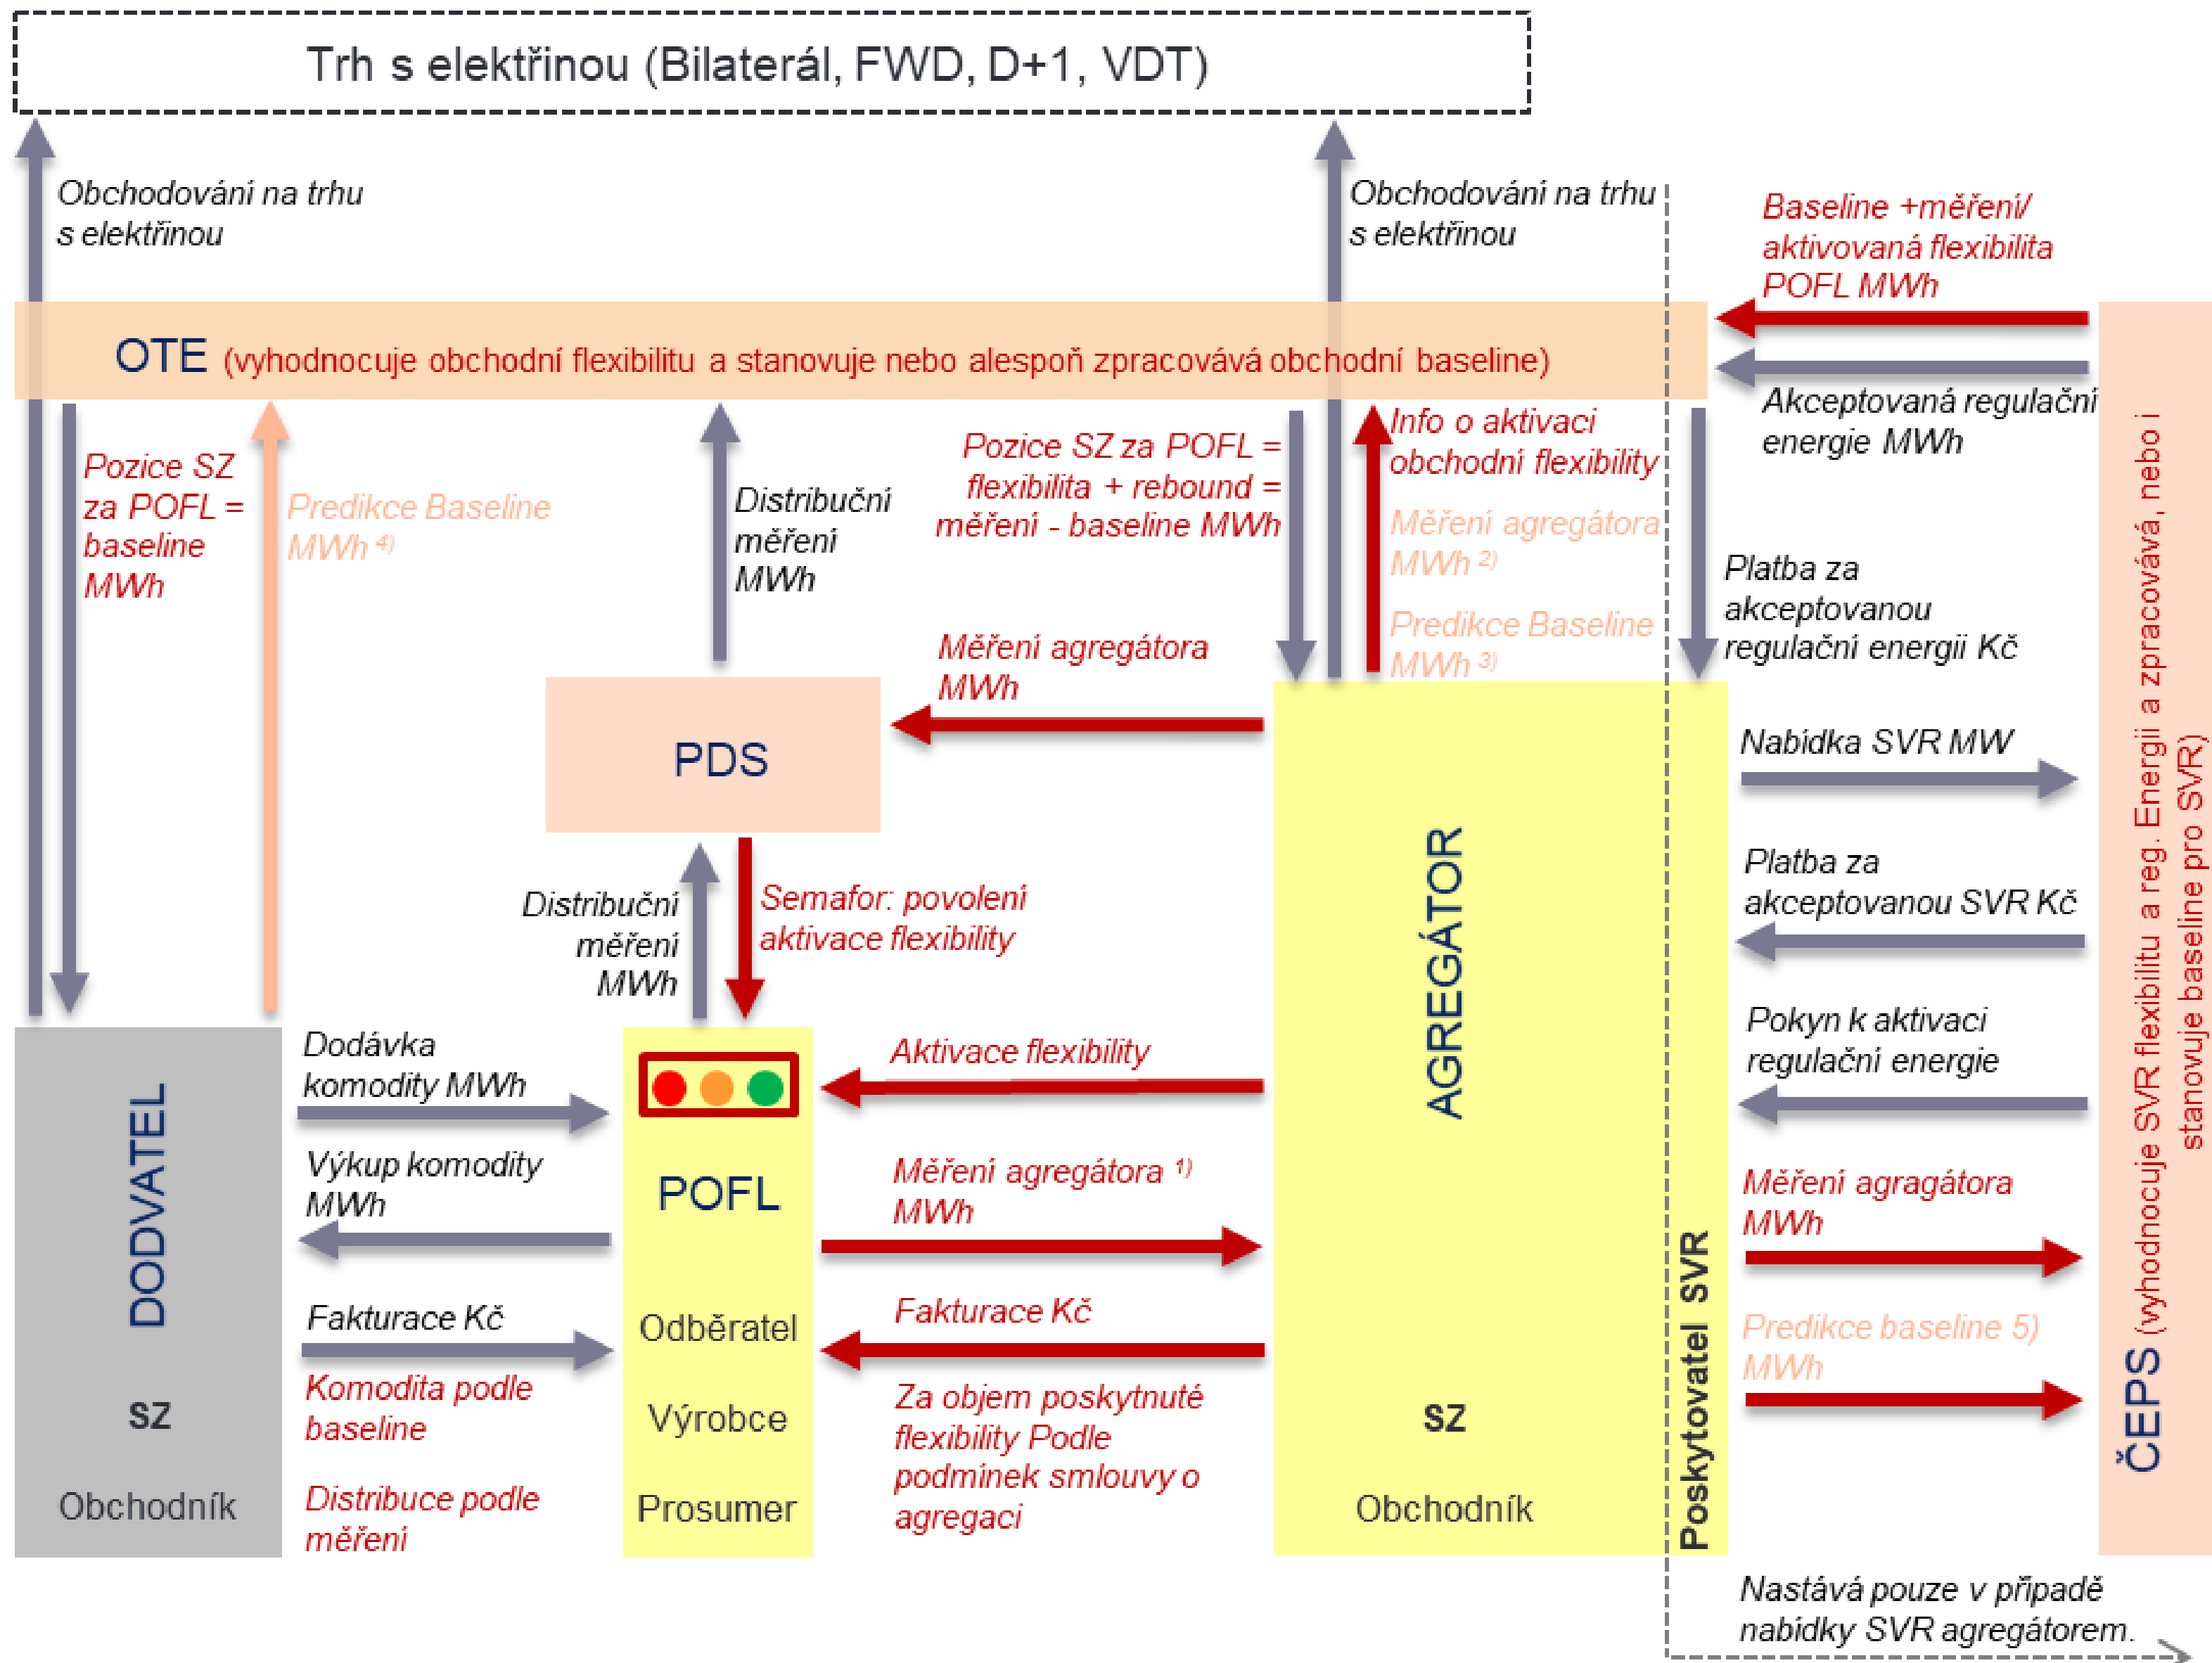 Trh s elektřinou (Bilaterál, FWD, D+1, VDT)
Obchodování na trhu
s elektřinou
Obchodování na trhu
s elektřinou
Baseline +měření/
aktivovaná flexibilita
POFL MWh
OTE (vyhodnocuje obchodní flexibilitu a stanovuje nebo alespoň zpracovává obchodní baseline)
Akceptovaná regulační
energie MWh
Pozice SZ
za POFL =
baseline
MWh
Predikce Baseline
MWh 4)
Distribuční
měření
MWh
Pozice SZ za POFL =
flexibilita + rebound =
měření - baseline MWh
Info o aktivaci
obchodní flexibility
Měření agregátora
MWh 2)
Predikce Baseline
MWh 3)
Platba za
akceptovanou
regulační energii Kč
Měření agregátora
MWh
PDS
Distribuční
měření
MWh
Semafor: povolení
aktivace flexibility
DODVATEL
SZ
Obchodník
Dodávka
komodity MWh
Výkup komodity
MWh
Fakturace Kč
Komodita podle
baseline
Distribuce podle
měření
POFL
Odběratel
Výrobce
Prosumer
Aktivace flexibility
Měření agregátora 1)
MWh
Fakturace Kč
Za objem poskytnuté
flexibility Podle
podmínek smlouvy o
agregaci
AGREGÁTOR
SZ
Obchodník
Poskytovatel SVR
Nabídka SVR MW
Platba za
akceptovanou SVR Kč
Pokyn k aktivaci
regulační energie
Měření agragátora
MWh
Predikce baseline 5)
MWh
ČEPS (vyhodnocuje SVR flexibilitu a reg. Energii a zpracovává, nebo i
stanovuje baseline pro SVR)
Nastává pouze v případě
nabídky SVR agregátorem.